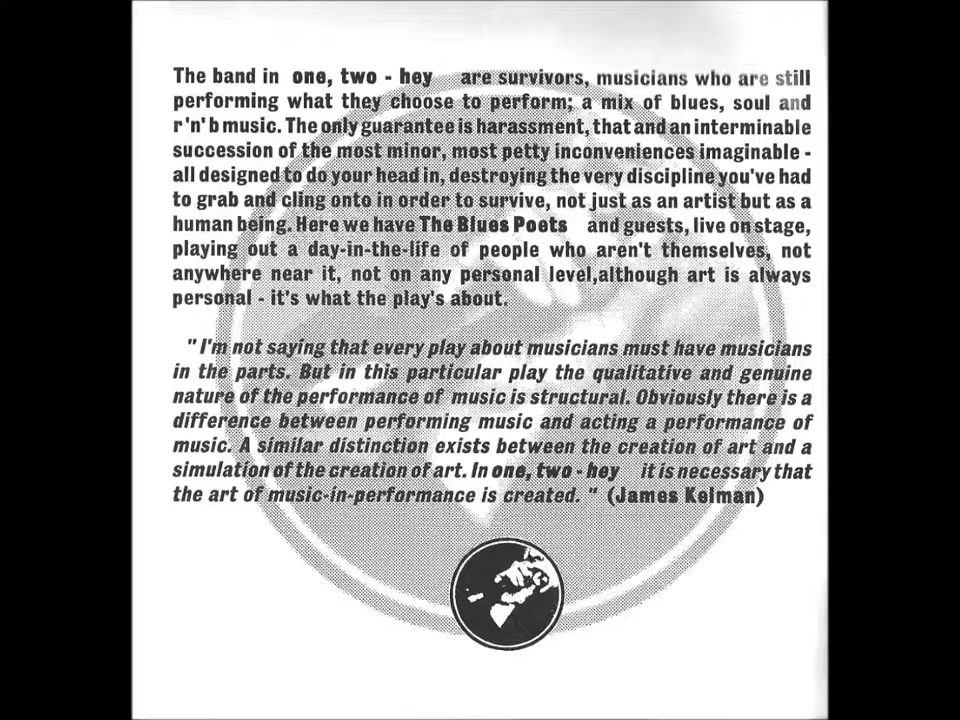 The band in one, two - hey are survivors, musicians who are still
performing what they choose to perform; a mix of blues, soul and
r 'n' b music. The only guarantee is harassment, that and an interminable
succession of the most minor, most petty inconveniences imaginable -
all designed to do your head in, destroying the very discipline you've had
to grab and cling onto in order to survive, not just as an artist but as a
human being. Here we have The Blues Poets and guests, live on stage,
playing out a day-in-the-life of people who aren't themselves, not
anywhere near it, not on any personal level,although art is always
personal - it's what the play's about.
"I'm not saying that every play about musicians must have musicians
in the parts. But in this particular play the qualitative and genuine
nature of the performance of music is structural. Obviously there is a
difference between performing music and acting a performance of
music. A similar distinction exists between the creation of art and a
simulation of the creation of art. In one, two - hey it is necessary that
the art of music-in-performance is created. " (James Kelman)